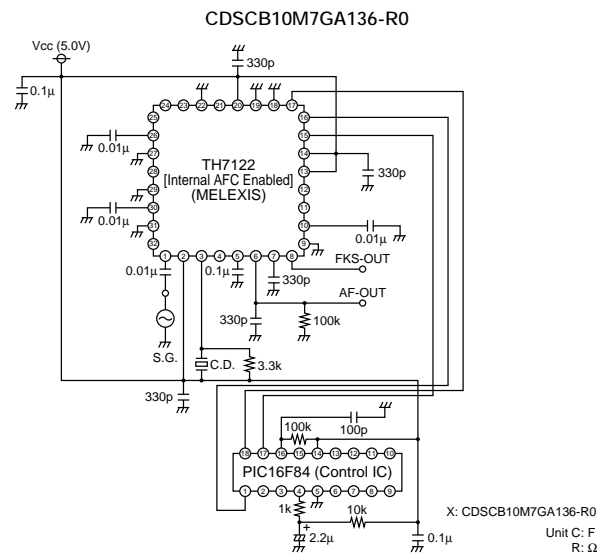 CDSCB10M7GA136-R0
Vcc (5.0V)
330p
0.1μ
24 23 22 21 20 19 18 17
25 16
26 15
0.01μ
27 14
28 13
330p
TH7122
[Internal AFC Enabled]
(MELEXIS)
29 12
30 11
0.01μ
31 10
0.01μ
32 9
1 2 3 4 5 6 7 8
FKS-OUT
0.01μ
0.1μ
330p
AF-OUT
330p
100k
S.G.
C.D.
3.3k
330p
100p
100k
18 17 16 15 14 13 12 11 10
PIC16F84 (Control IC)
1 2 3 4 5 6 7 8 9
1k
10k
+
2.2μ
0.1μ
X: CDSCB10M7GA136-R0
Unit C: F
R: Ω